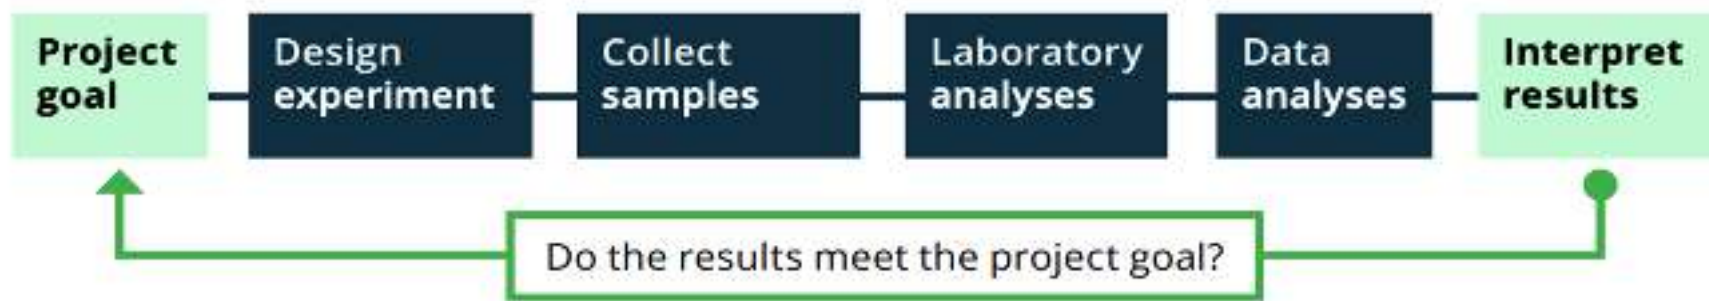 Project
goal
Design
experiment
Collect
samples
Laboratory
analyses
Data
analyses
Interpret
results
Do the results meet the project goal?